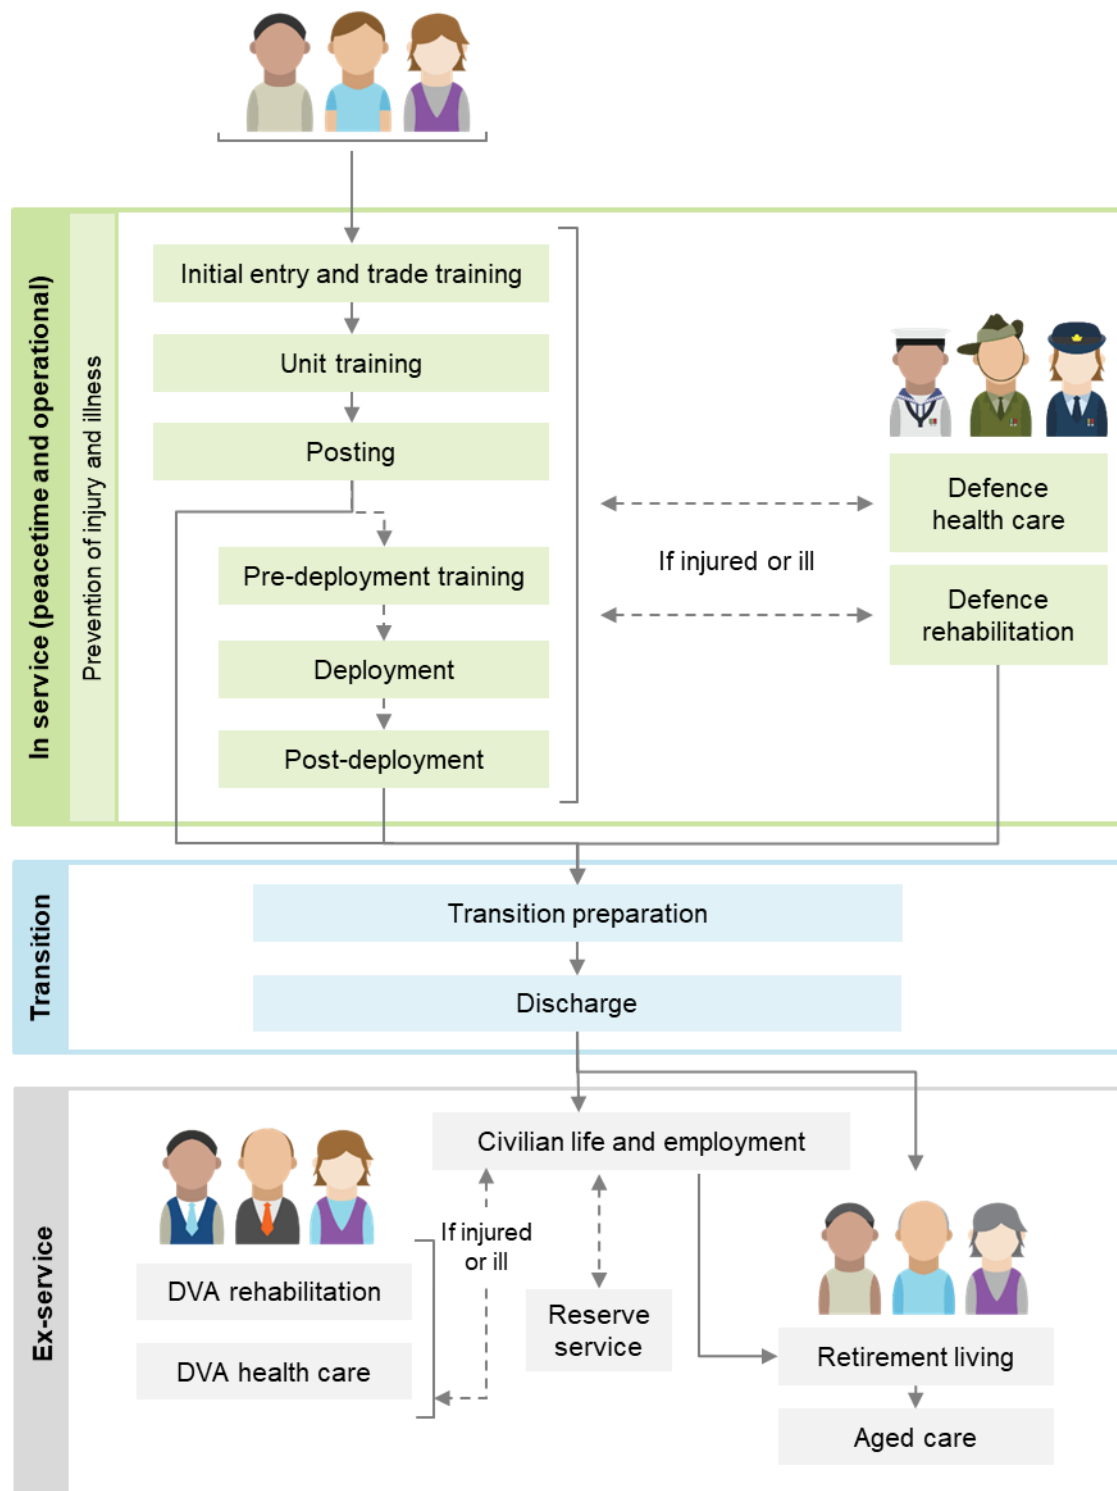 In service (peacetime and operational)
Prevention of injury and illness
Initial entry and trade training
Unit training
Posting
Pre-deployment training
Deployment
Post-deployment
If injured or ill
Defence
health care
Defence
rehabilitation
Transition
Transition preparation
Discharge
Ex-service
Civilian life and employment
If injured
or ill
DVA rehabilitation
DVA health care
Reserve
service
Retirement living
Aged care